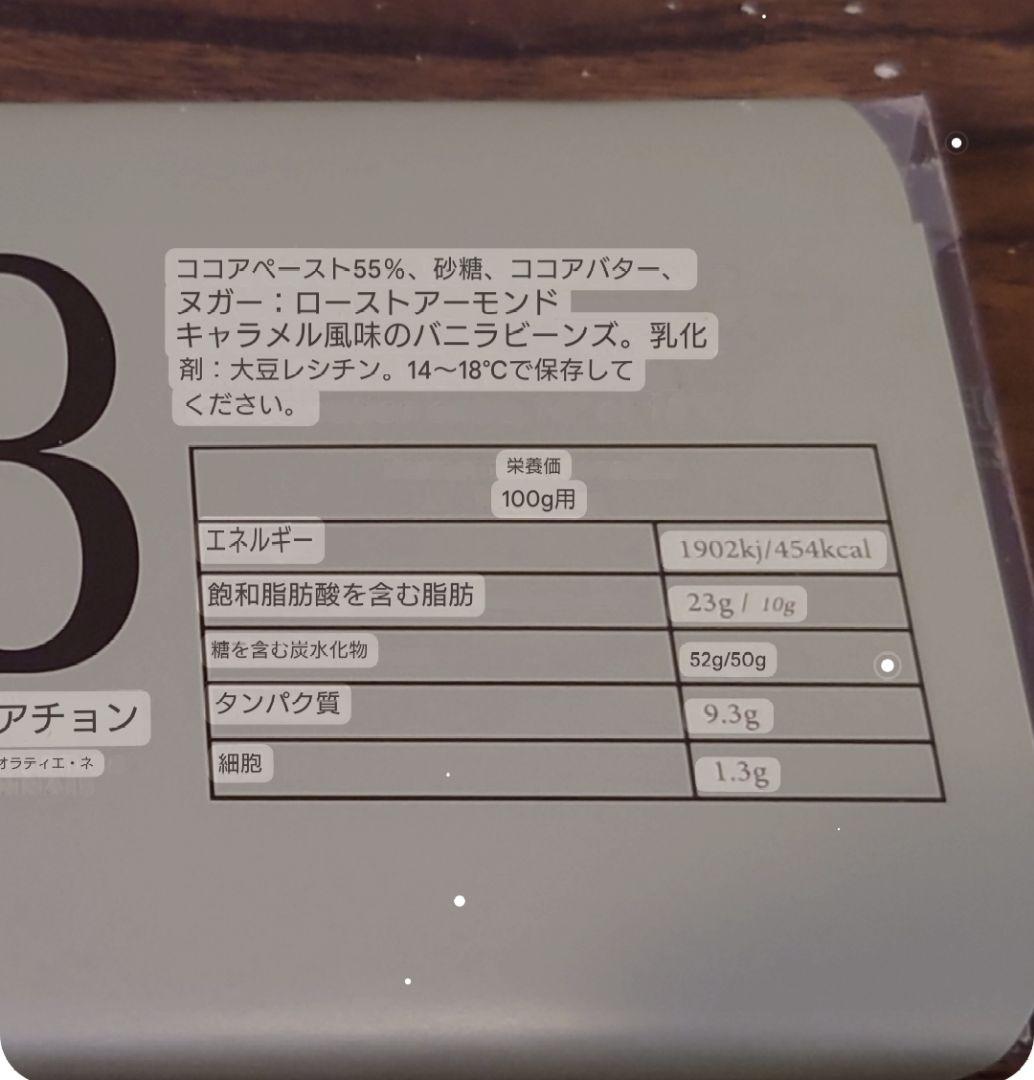 ココアペースト55%、砂糖、ココアバター、
ヌガー：ローストアーモンド
キャラメル風味のバニラビーンズ。乳化
剤：大豆レシチン。14〜18℃で保存して
ください。
栄養価
100g用
エネルギー 1902kj/454kcal
飽和脂肪酸を含む脂肪 23g / 10g
糖を含む炭水化物 52g/50g
タンパク質 9.3g
細胞 1.3g
3
アチョン
オラティエ・ネ